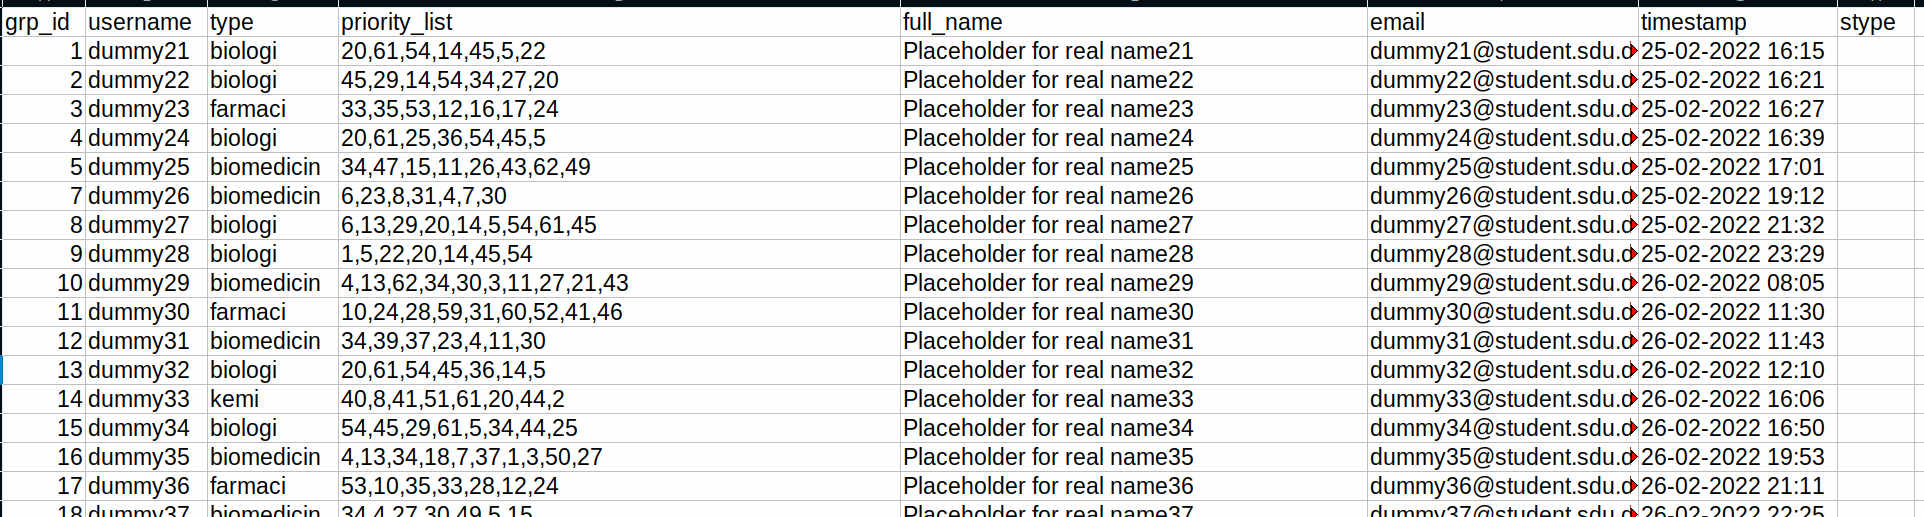 grp_id username type priority_list full_name email timestamp stype
1 dummy21 biologi 20,61,54,14,45,5,22 Placeholder for real name21 dummy21@student.sdu.d 25-02-2022 16:15
2 dummy22 biologi 45,29,14,54,34,27,20 Placeholder for real name22 dummy22@student.sdu.d 25-02-2022 16:21
3 dummy23 farmaci 33,35,53,12,16,17,24 Placeholder for real name23 dummy23@student.sdu.d 25-02-2022 16:27
4 dummy24 biologi 20,61,25,36,54,45,5 Placeholder for real name24 dummy24@student.sdu.d 25-02-2022 16:39
5 dummy25 biomedicin 34,47,15,11,26,43,62,49 Placeholder for real name25 dummy25@student.sdu.d 25-02-2022 17:01
7 dummy26 biomedicin 6,23,8,31,4,7,30 Placeholder for real name26 dummy26@student.sdu.d 25-02-2022 19:12
8 dummy27 biologi 6,13,29,20,14,5,54,61,45 Placeholder for real name27 dummy27@student.sdu.d 25-02-2022 21:32
9 dummy28 biologi 1,5,22,20,14,45,54 Placeholder for real name28 dummy28@student.sdu.d 25-02-2022 23:29
10 dummy29 biomedicin 4,13,62,34,30,3,11,27,21,43 Placeholder for real name29 dummy29@student.sdu.d 26-02-2022 08:05
11 dummy30 farmaci 10,24,28,59,31,60,52,41,46 Placeholder for real name30 dummy30@student.sdu.d 26-02-2022 11:30
12 dummy31 biomedicin 34,39,37,23,4,11,30 Placeholder for real name31 dummy31@student.sdu.d 26-02-2022 11:43
13 dummy32 biologi 20,61,54,45,36,14,5 Placeholder for real name32 dummy32@student.sdu.d 26-02-2022 12:10
14 dummy33 kemi 40,8,41,51,61,20,44,2 Placeholder for real name33 dummy33@student.sdu.d 26-02-2022 16:06
15 dummy34 biologi 54,45,29,61,5,34,44,25 Placeholder for real name34 dummy34@student.sdu.d 26-02-2022 16:50
16 dummy35 biomedicin 4,13,34,18,7,37,1,3,50,27 Placeholder for real name35 dummy35@student.sdu.d 26-02-2022 19:53
17 dummy36 farmaci 53,10,35,33,28,12,24 Placeholder for real name36 dummy36@student.sdu.d 26-02-2022 21:11
18 dummy37 biomedicin 34,4,27,30,49,5,15 Placeholder for real name37 dummy37@student.sdu.d 26-02-2022 22:25